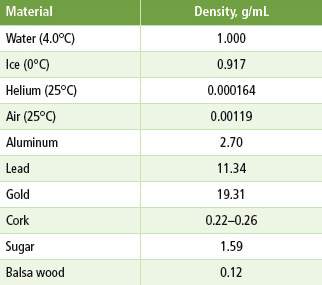 Material Density, g/mL
Water (4.0°C) 1.000
Ice (0°C) 0.917
Helium (25°C) 0.000164
Air (25°C) 0.00119
Aluminum 2.70
Lead 11.34
Gold 19.31
Cork 0.22–0.26
Sugar 1.59
Balsa wood 0.12